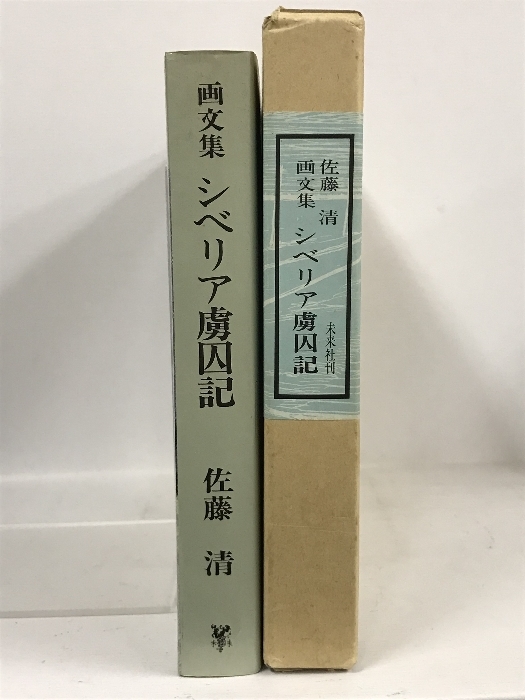 画文集 シベリア虜囚記 佐藤 清
佐藤 清
画文集 シベリア虜囚記
未来社刊